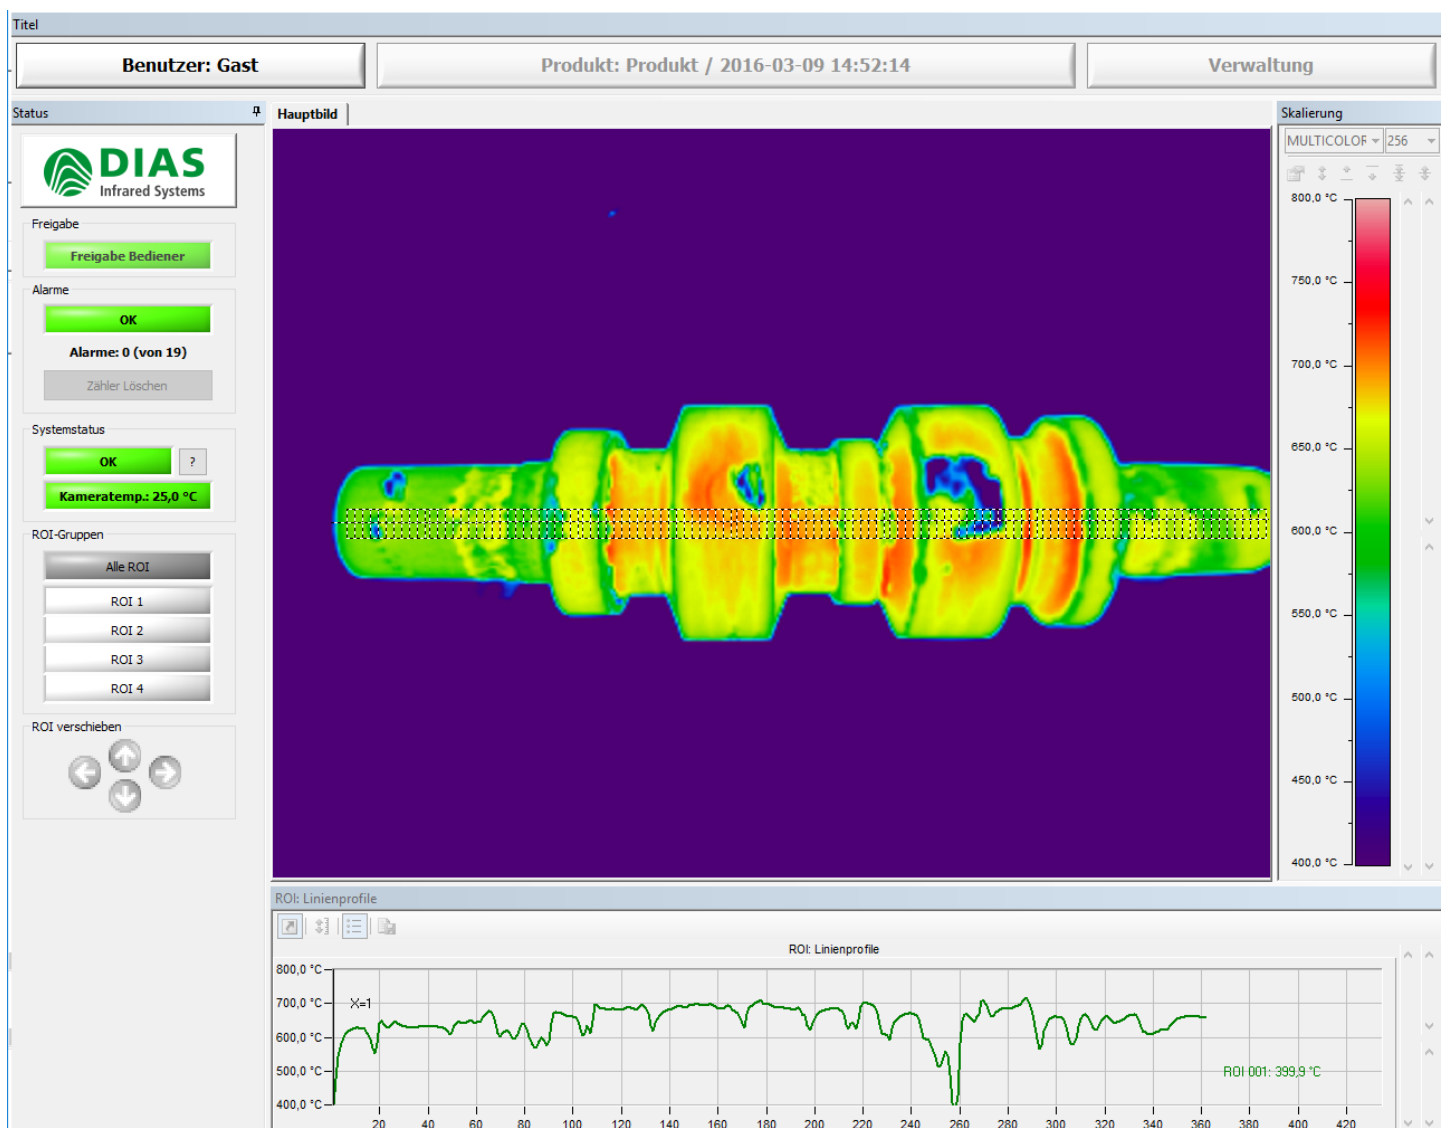 Titel
Benutzer: Gast
Produkt: Produkt / 2016-03-09 14:52:14
Verwaltung
Status
DIAS
Infrared Systems
Freigabe
Freigabe Bediener
Alarme
OK
Alarme: 0 (von 19)
Zähler Löschen
Systemstatus
OK
?
Kameratemp.: 25,0 °C
ROI-Gruppen
Alle ROI
ROI 1
ROI 2
ROI 3
ROI 4
ROI verschieben
Hauptbild
Skalierung
MULTICOLOR
256
800,0 °C
750,0 °C
700,0 °C
650,0 °C
600,0 °C
550,0 °C
500,0 °C
450,0 °C
400,0 °C
ROI: Linienprofile
ROI: Linienprofile
800,0 °C
700,0 °C
600,0 °C
500,0 °C
400,0 °C
X=1
ROI 001: 399,9 °C
20 40 60 80 100 120 140 160 180 200 220 240 260 280 300 320 340 360 380 400 420